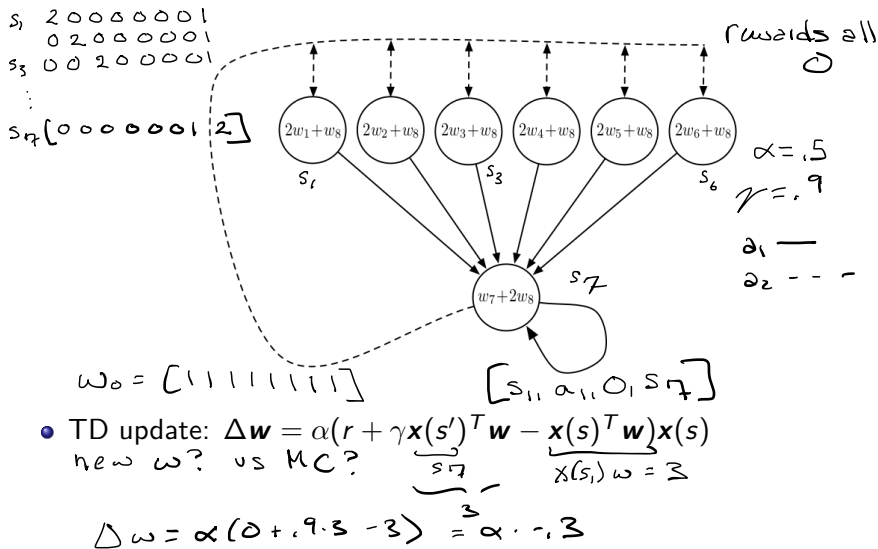 s₁ 2 0 0 0 0 0 0 1
0 2 0 0 0 0 0 1
s₃ 0 0 2 0 0 0 0 1
⋮
s₇ [0 0 0 0 0 0 1 2]
rewards all
0
2w₁+w₈ 2w₂+w₈ 2w₃+w₈ 2w₄+w₈ 2w₅+w₈ 2w₆+w₈
s₁ s₃ s₆
α = .5
γ = .9
a₁ —
a₂ - - -
s₇
w₇+2w₈
w₀ = [1 1 1 1 1 1 1 1]
[s₁, a₁, 0, s₇]
• TD update: Δw = α(r + γx(s′)ᵀw − x(s)ᵀw)x(s)
new w? vs MC?
s₇
x(s₁) w = 3
3
Δw = α(0 + .9·3 − 3) = α · -.3